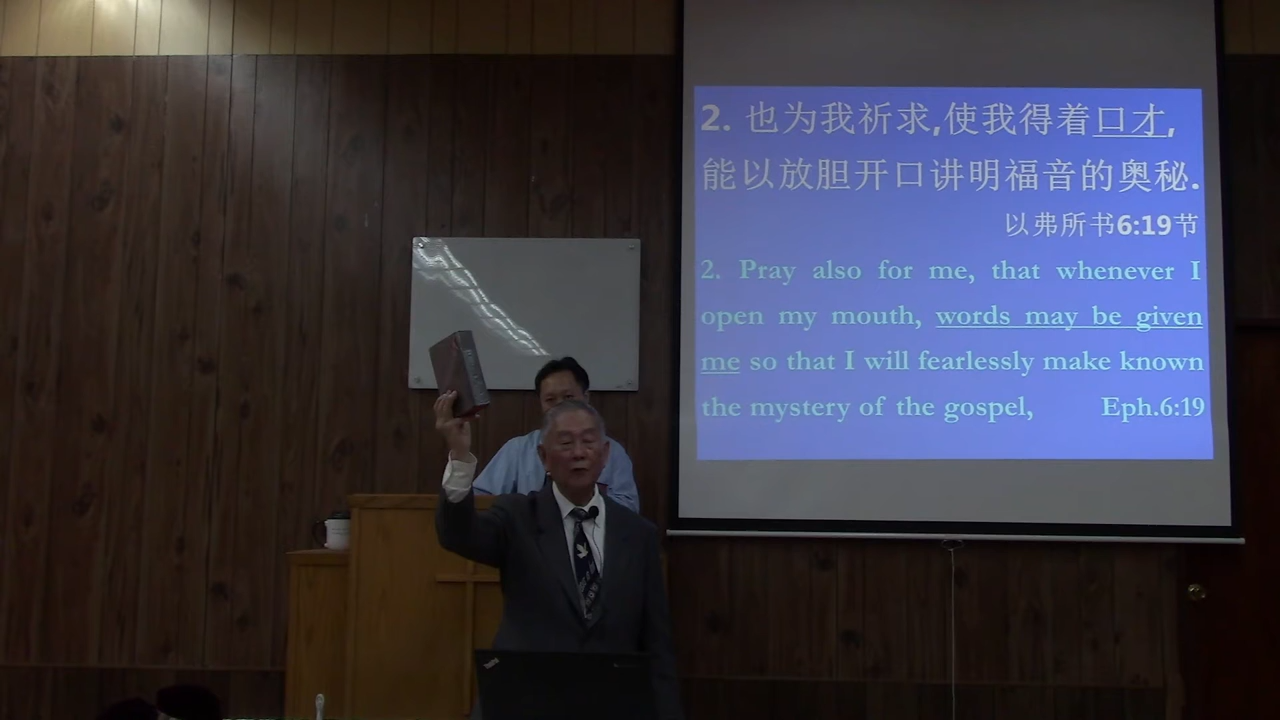 2. 也为我祈求,使我得着口才,
能以放胆开口讲明福音的奥秘.
以弗所书6:19节
2. Pray also for me, that whenever I
open my mouth, words may be given
me so that I will fearlessly make known
the mystery of the gospel, Eph.6:19
ThinkPad